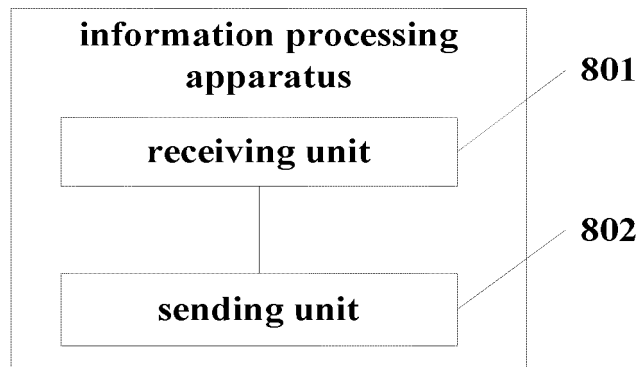 information processing
apparatus
801
receiving unit
802
sending unit